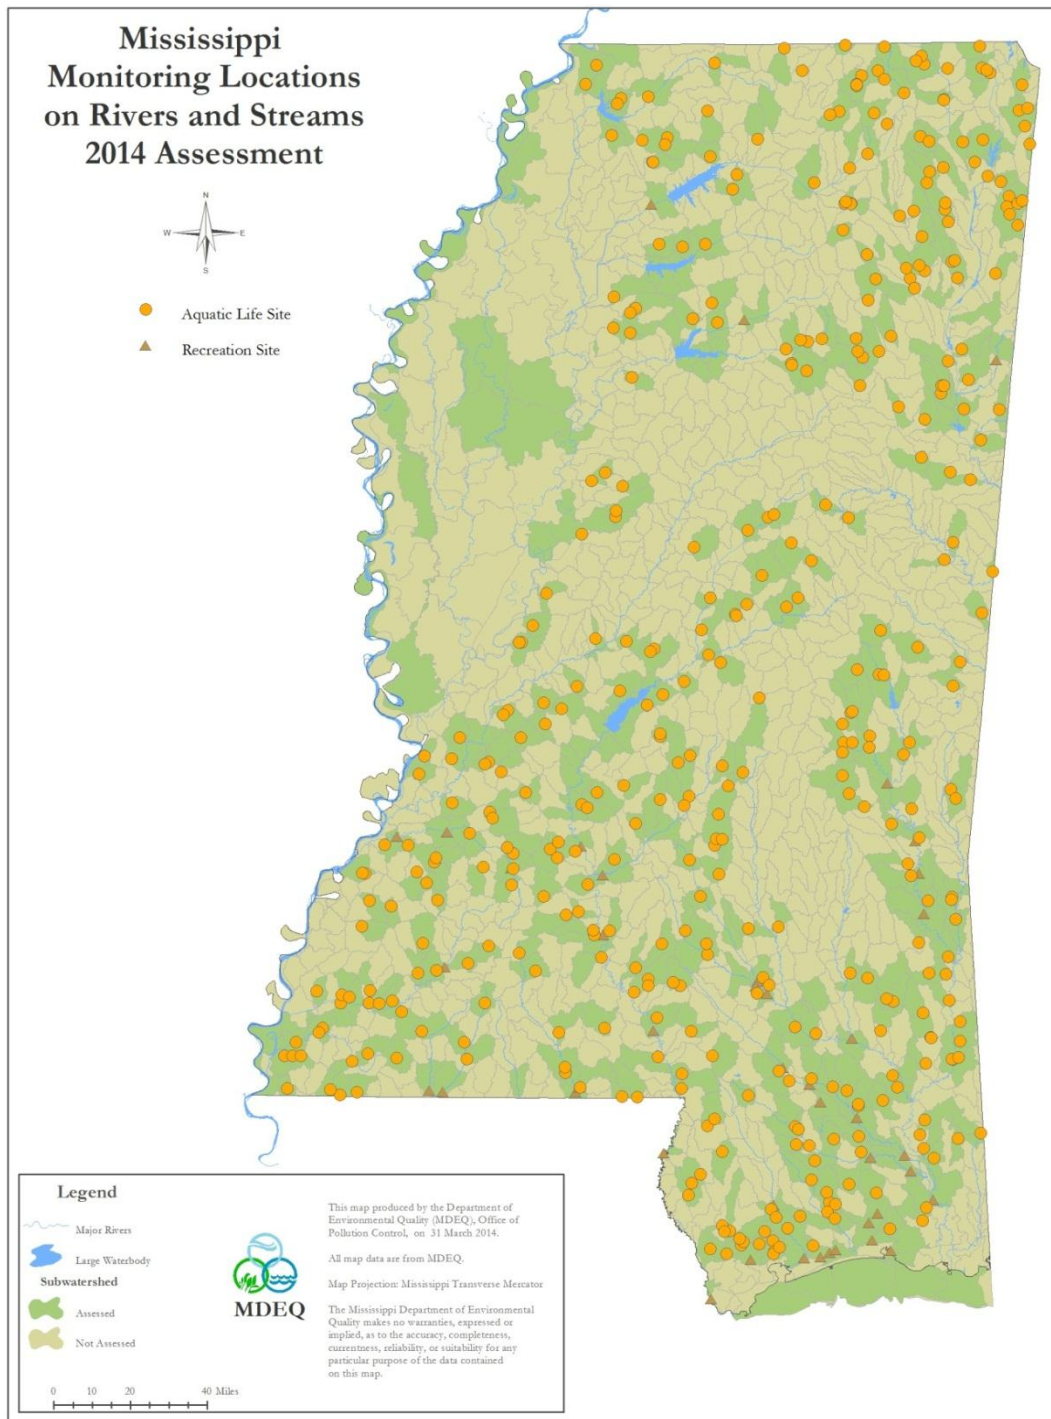 Mississippi
Monitoring Locations
on Rivers and Streams
2014 Assessment
N
W
E
S
Aquatic Life Site
Recreation Site
Legend
Major Rivers
Large Waterbody
Subwatershed
Assessed
Not Assessed
0 10 20 40 Miles
MDEQ
This map produced by the Department of
Environmental Quality (MDEQ), Office of
Pollution Control, on 31 March 2014.
All map data are from MDEQ.
Map Projection: Mississippi Transverse Mercator
The Mississippi Department of Environmental
Quality makes no warranties, expressed or
implied, as to the accuracy, completeness,
currentness, reliability, or suitability for any
particular purpose of the data contained
on this map.